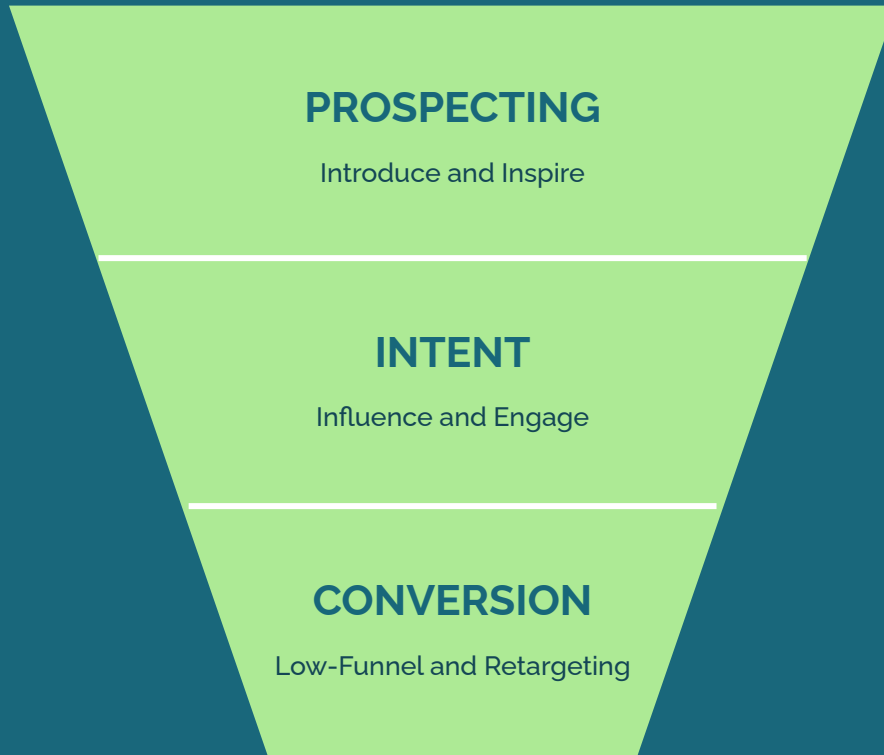 PROSPECTING
Introduce and Inspire
INTENT
Influence and Engage
CONVERSION
Low-Funnel and Retargeting